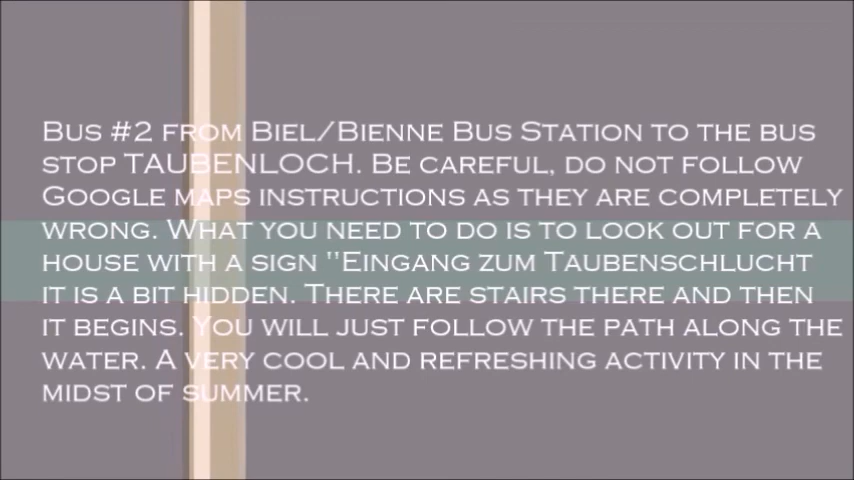 Bus #2 from Biel/Bienne Bus Station to the bus
stop TAUBENLOCH. Be careful, do not follow
Google maps instructions as they are completely
wrong. What you need to do is to look out for a
house with a sign "Eingang zum Taubenschlucht
it is a bit hidden. There are stairs there and then
it begins. You will just follow the path along the
water. A very cool and refreshing activity in the
midst of summer.